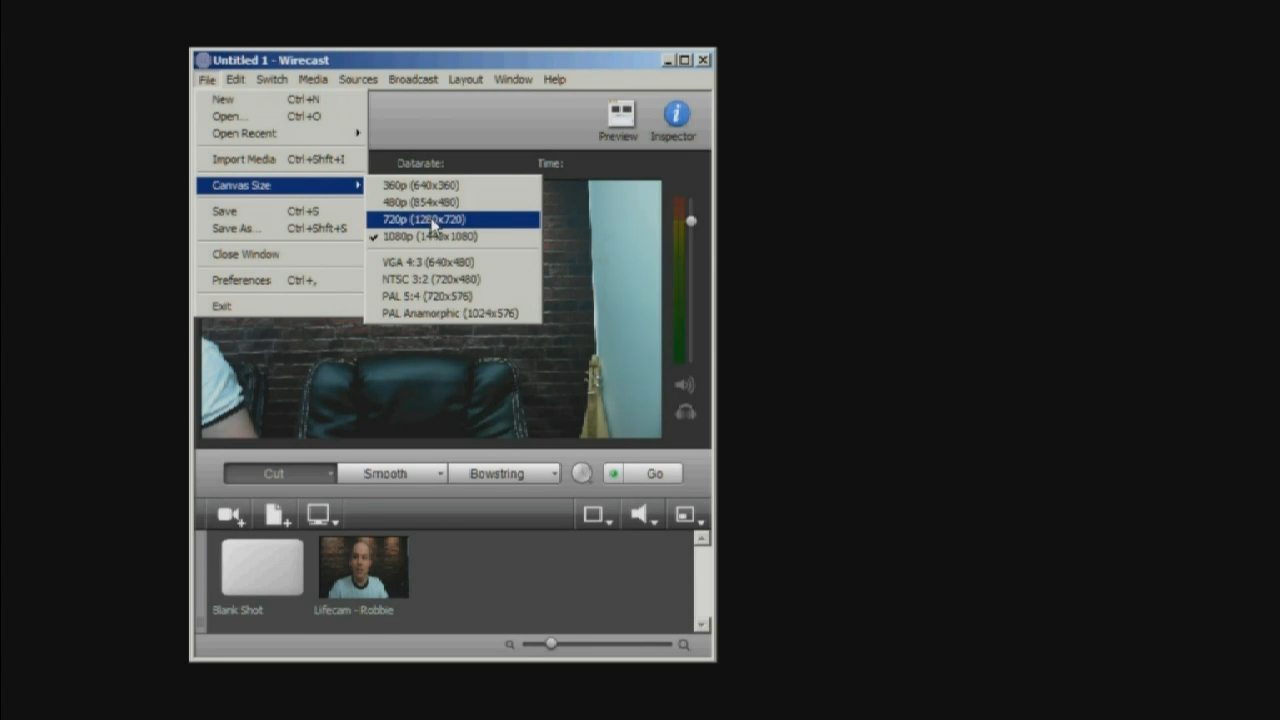 Untitled 1 - Wirecast
File Edit Switch Media Sources Broadcast Layout Window Help
New Ctrl+N
Open... Ctrl+O
Open Recent
Import Media Ctrl+Shft+I
Canvas Size
Save Ctrl+S
Save As... Ctrl+Shft+S
Close Window
Preferences Ctrl+,
Exit
Preview Inspector
Datarate: Time:
360p (640x360)
480p (854x480)
720p (1280x720)
1080p (1440x1080)
VGA 4:3 (640x480)
NTSC 3:2 (720x480)
PAL 5:4 (720x576)
PAL Anamorphic (1024x576)
Cut Smooth Bowstring Go
Blank Shot Lifecam - Robbie